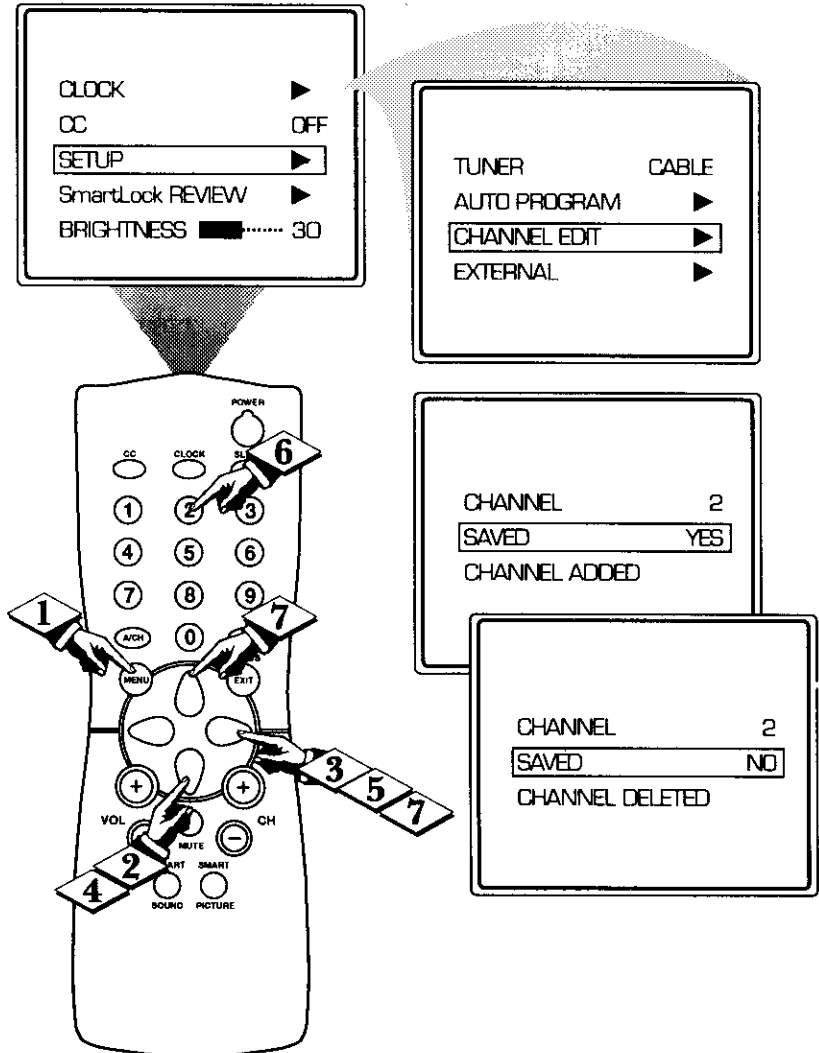 CLOCK ▶
CC OFF
SETUP ▶
SmartLock REVIEW ▶
BRIGHTNESS 30
TUNER CABLE
AUTO PROGRAM ▶
CHANNEL EDIT ▶
EXTERNAL ▶
CHANNEL 2
SAVED YES
CHANNEL ADDED
CHANNEL 2
SAVED NO
CHANNEL DELETED
POWER
CC CLOCK
6
1 2 3
4 5 6
7 8 9
1
7
A/CH 0
MENU EXIT
3 5 7
VOL + + CH
MUTE −
2
4
SMART
SOUND PICTURE